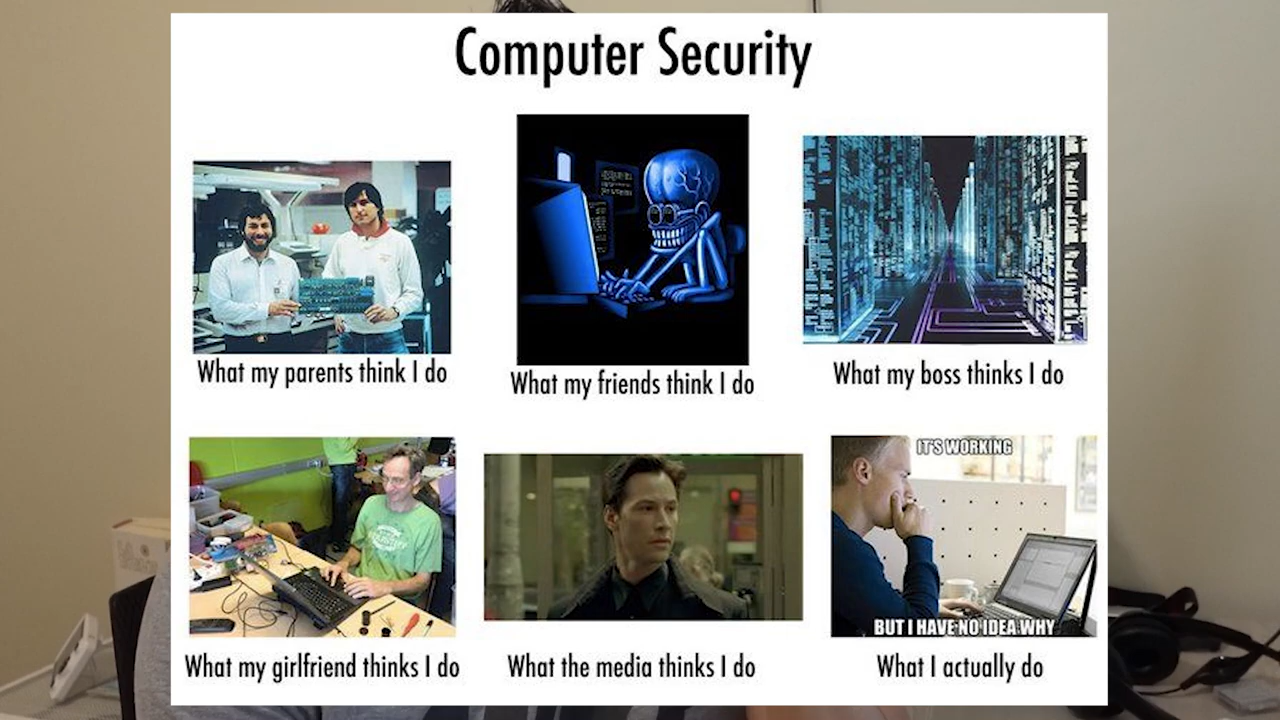 Computer Security
What my parents think I do
What my friends think I do
What my boss thinks I do
IT'S WORKING
BUT I HAVE NO IDEA WHY
What my girlfriend thinks I do
What the media thinks I do
What I actually do